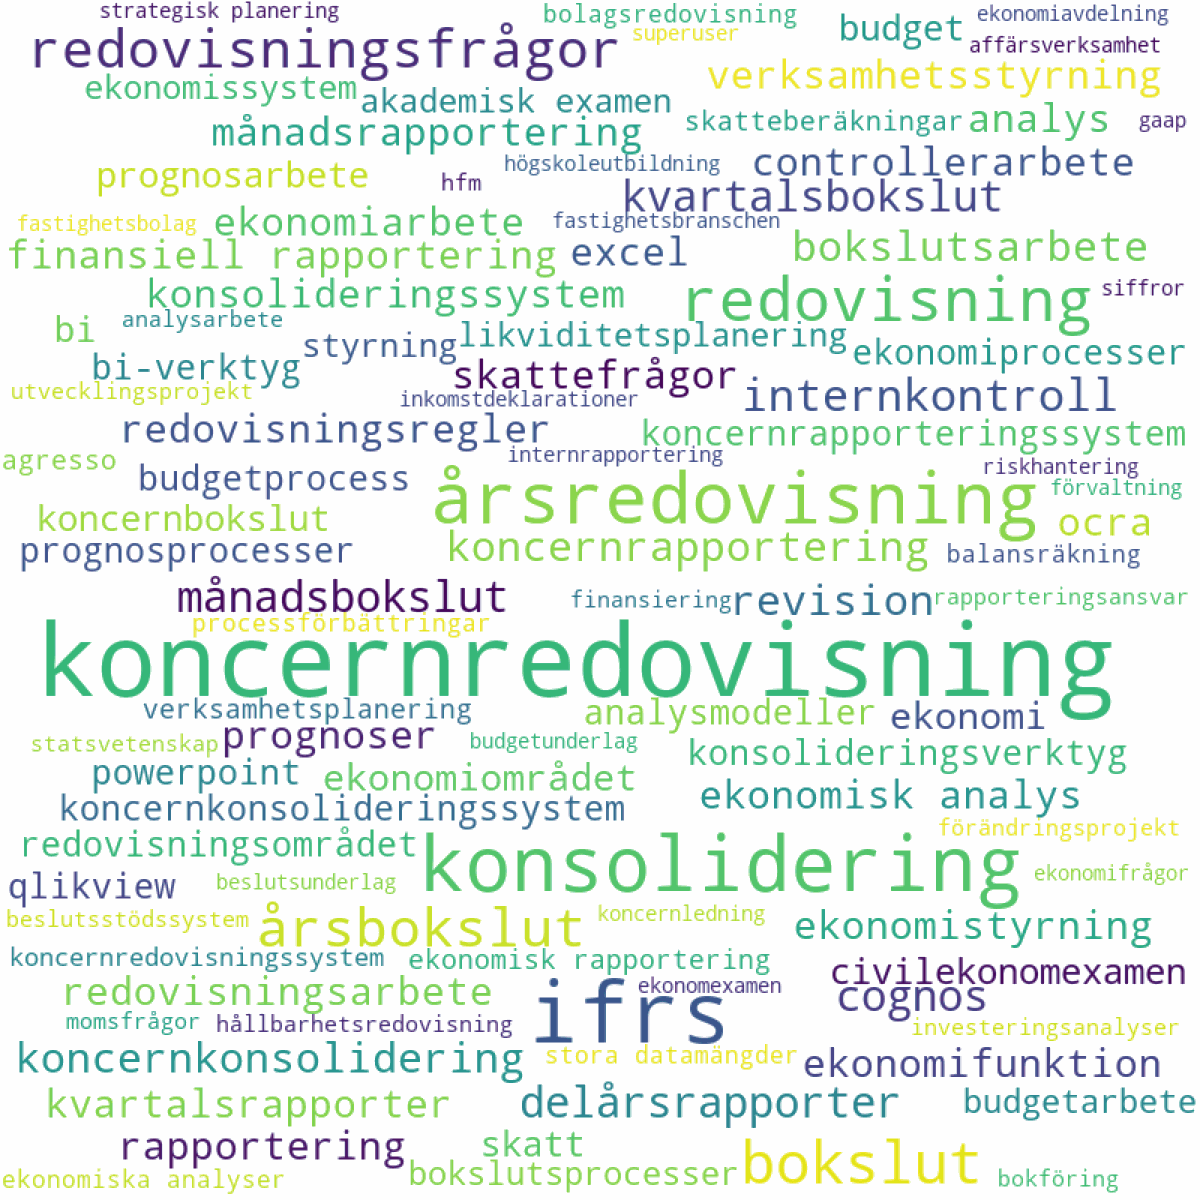 strategisk planering
bolagsredovisning
ekonomiavdelning
redovisningsfrågor
superuser
budget
affärsverksamhet
ekonomissystem
akademisk examen
verksamhetsstyrning
månadsrapportering
skatteberäkningar
analys
gaap
prognosarbete
hfm
högskoleutbildning
controllerarbete
kvartalsbokslut
fastighetsbolag
ekonomiarbete
fastighetsbranschen
finansiell rapportering
excel
bokslutsarbete
konsolideringssystem
redovisning
siffror
bi
analysarbete
styrning
likviditetsplanering
ekonomiprocesser
bi-verktyg
skattefrågor
internkontroll
utvecklingsprojekt
inkomstdeklarationer
redovisningsregler
koncernrapporteringssystem
agresso
internrapportering
riskhantering
budgetprocess
årsredovisning
förvaltning
koncernbokslut
ocra
prognosprocesser
koncernrapportering
balansräkning
månadsbokslut
finansiering
revision
rapporteringsansvar
processförbättringar
koncernredovisning
verksamhetsplanering
analysmodeller
ekonomi
statsvetenskap
prognoser
budgetunderlag
konsolideringsverktyg
powerpoint
ekonomiområdet
ekonomisk analys
koncernkonsolideringssystem
förändringsprojekt
redovisningsområdet
konsolidering
ekonomifrågor
qlikview
beslutsunderlag
beslutsstödssystem
årsbokslut
koncernledning
ekonomistyrning
koncernredovisningssystem
ekonomisk rapportering
civilekonomexamen
redovisningsarbete
ifrs
ekonomexamen
cognos
momsfrågor
hållbarhetsredovisning
investeringsanalyser
koncernkonsolidering
stora datamängder
ekonomifunktion
kvartalsrapporter
delårsrapporter
budgetarbete
rapportering
skatt
bokslut
ekonomiska analyser
bokslutsprocesser
bokföring